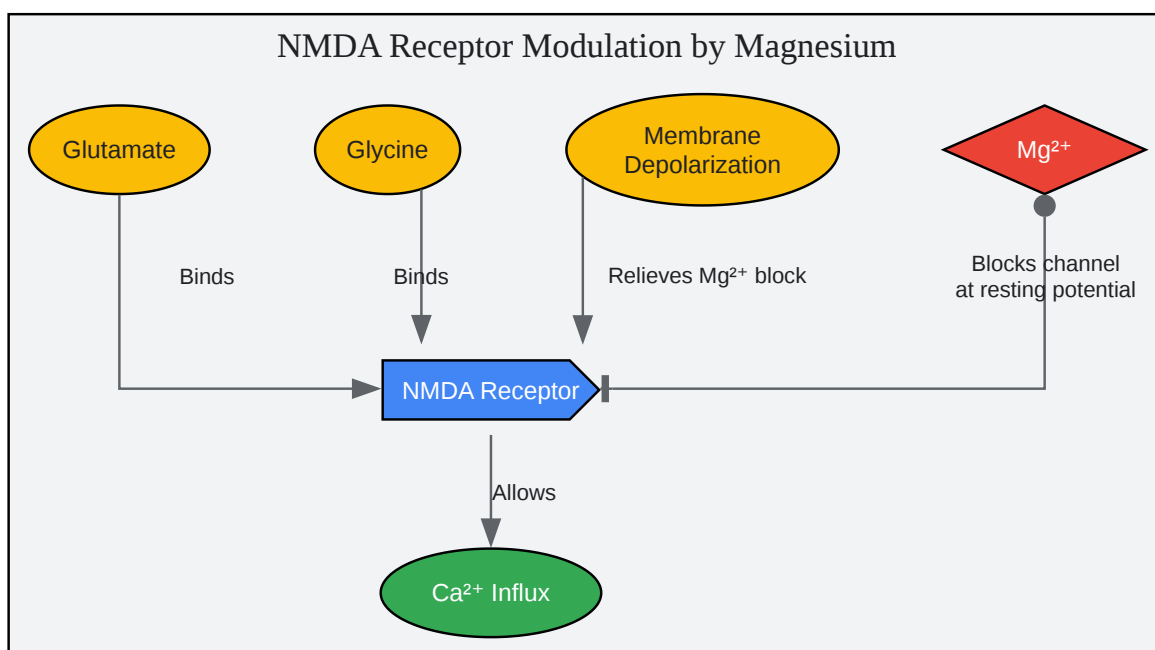 NMDA Receptor Modulation by Magnesium
Glutamate
Glycine
Membrane
Depolarization
Mg²⁺
Binds
Binds
Relieves Mg²⁺ block
Blocks channel
at resting potential
NMDA Receptor
Allows
Ca²⁺ Influx